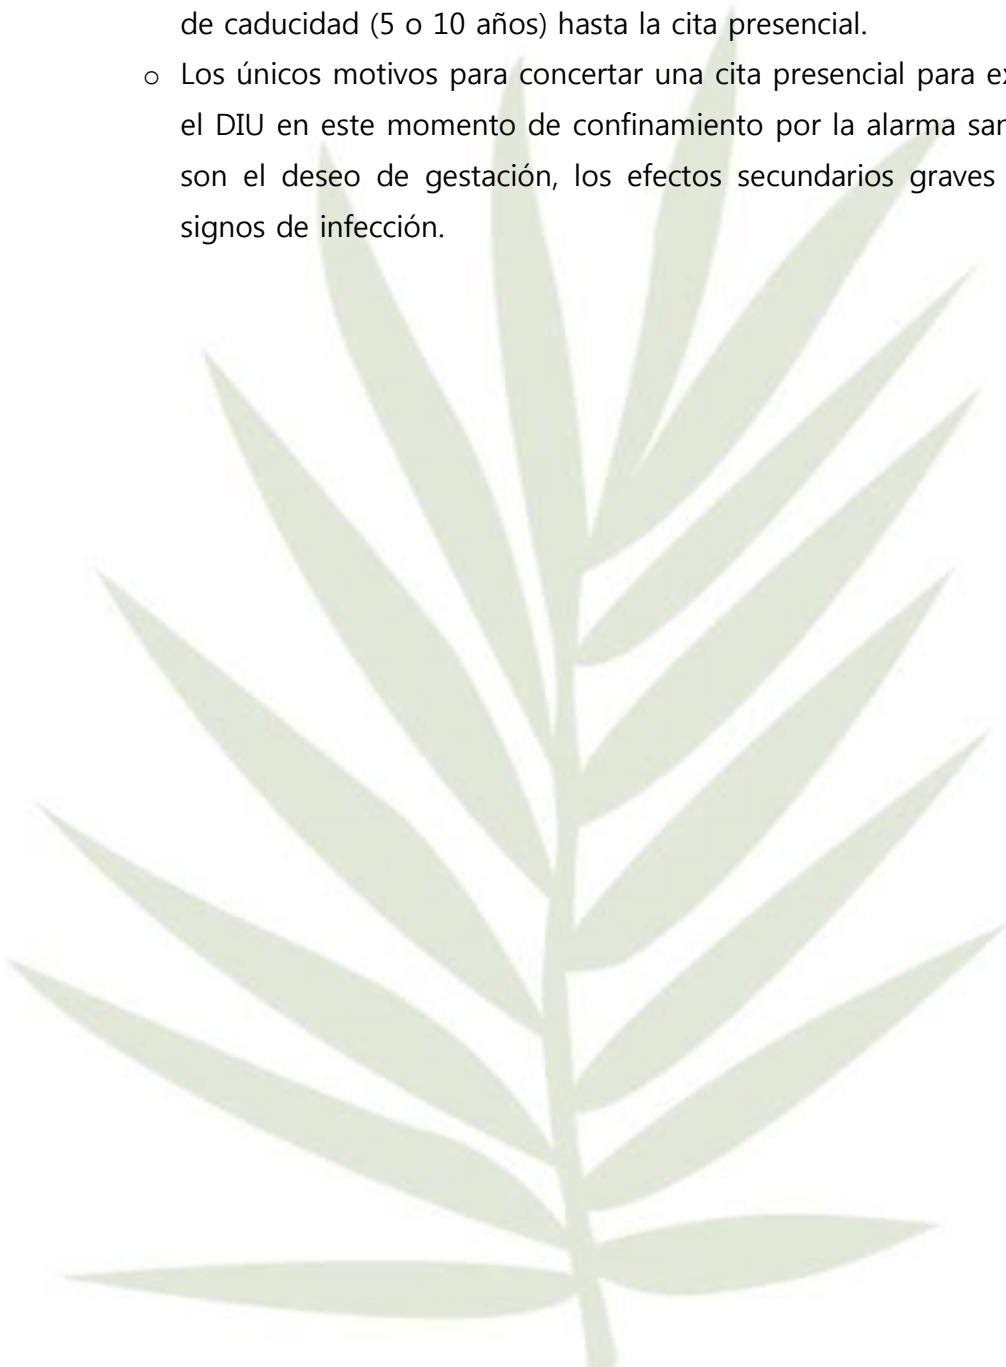 de caducidad (5 o 10 años) hasta la cita presencial.
o Los únicos motivos para concertar una cita presencial para
el DIU en este momento de confinamiento por la alarma
son el deseo de gestación, los efectos secundarios graves
signos de infección.